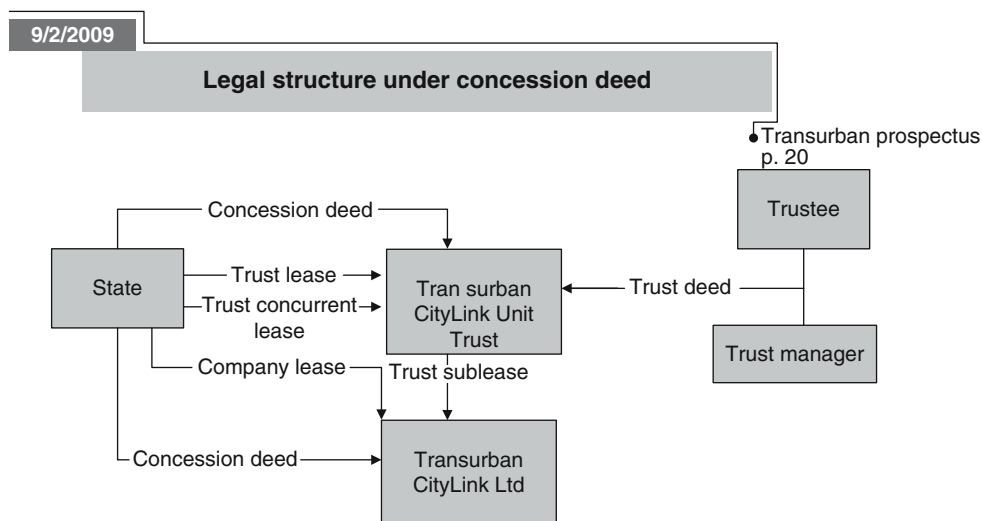 9/2/2009
Legal structure under concession deed
Transurban prospectus
p. 20
Trustee
Concession deed
State
Trust lease
Trust concurrent
lease
Tran surban
CityLink Unit
Trust
Trust deed
Trust manager
Company lease
Trust sublease
Concession deed
Transurban
CityLink Ltd